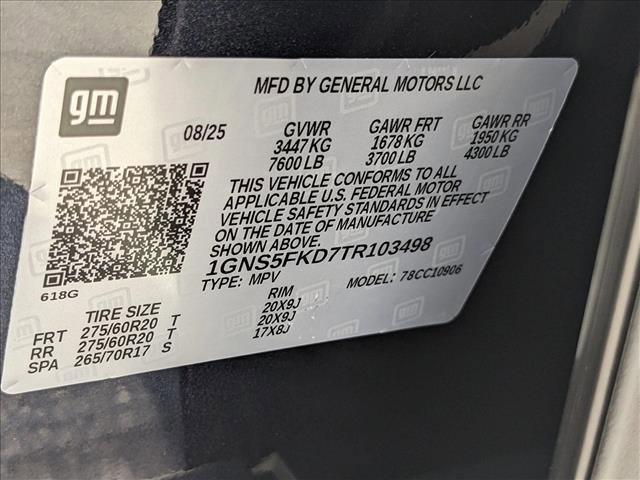 gm
MFD BY GENERAL MOTORS LLC
08/25 GVWR GAWR FRT GAWR RR
3447 KG 1678 KG 1950 KG
7600 LB 3700 LB 4300 LB
THIS VEHICLE CONFORMS TO ALL
APPLICABLE U.S. FEDERAL MOTOR
VEHICLE SAFETY STANDARDS IN EFFECT
ON THE DATE OF MANUFACTURE
SHOWN ABOVE.
1GNS5FKD7TR103498
TYPE: MPV MODEL: 78CC10906
618G
TIRE SIZE RIM
FRT 275/60R20 T 20X9J
RR 275/60R20 T 20X9J
SPA 265/70R17 S 17X8J